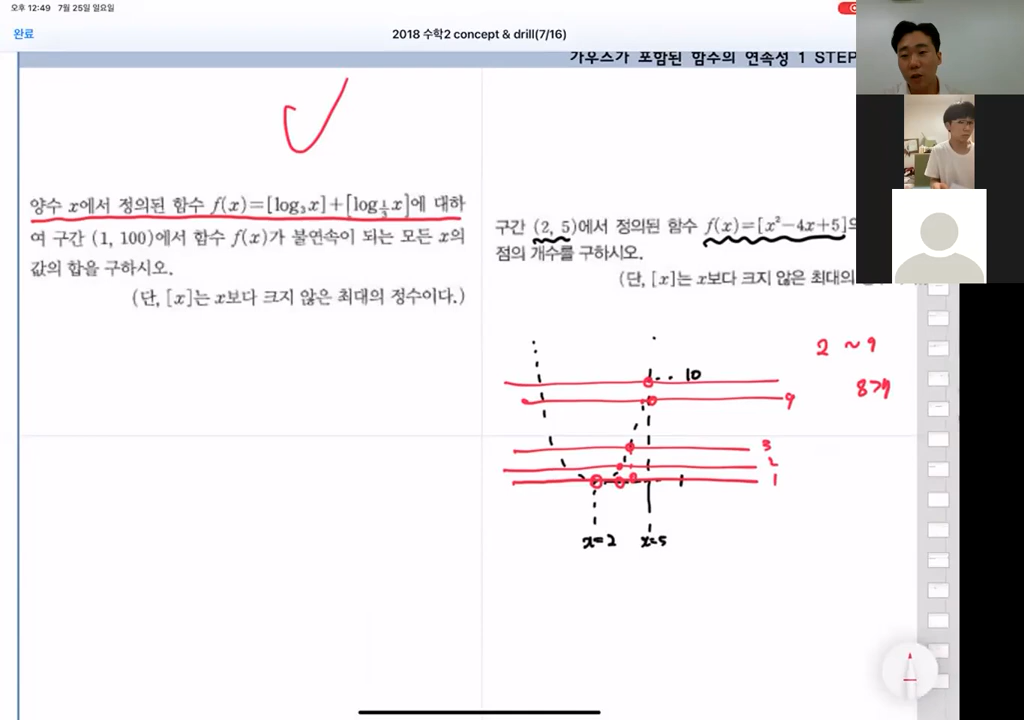 오후 12:49 7월 25일 일요일
완료
2018 수학2 concept & drill(7/16)
가우스가 포함된 함수의 연속성 1 STEP
양수 x에서 정의된 함수 f(x)=[log₃x]+[log_{1/3}x]에 대하
여 구간 (1, 100)에서 함수 f(x)가 불연속이 되는 모든 x의
값의 합을 구하시오.
(단, [x]는 x보다 크지 않은 최대의 정수이다.)
구간 (2, 5)에서 정의된 함수 f(x)=[x²-4x+5]의
점의 개수를 구하시오.
(단, [x]는 x보다 크지 않은 최대의
2 ~ 9
8개
10
9
3
2
1
x=2 x=5